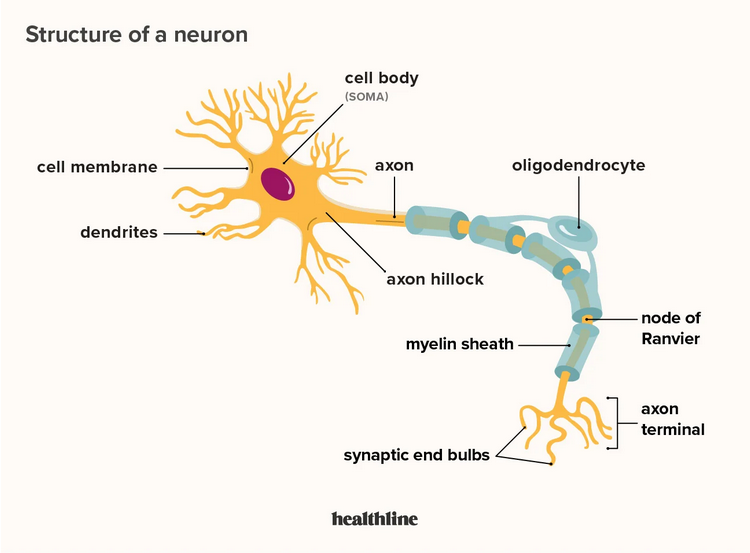 Structure of a neuron
cell body
(SOMA)
cell membrane
axon
oligodendrocyte
dendrites
axon hillock
node of
Ranvier
myelin sheath
axon
terminal
synaptic end bulbs
healthline